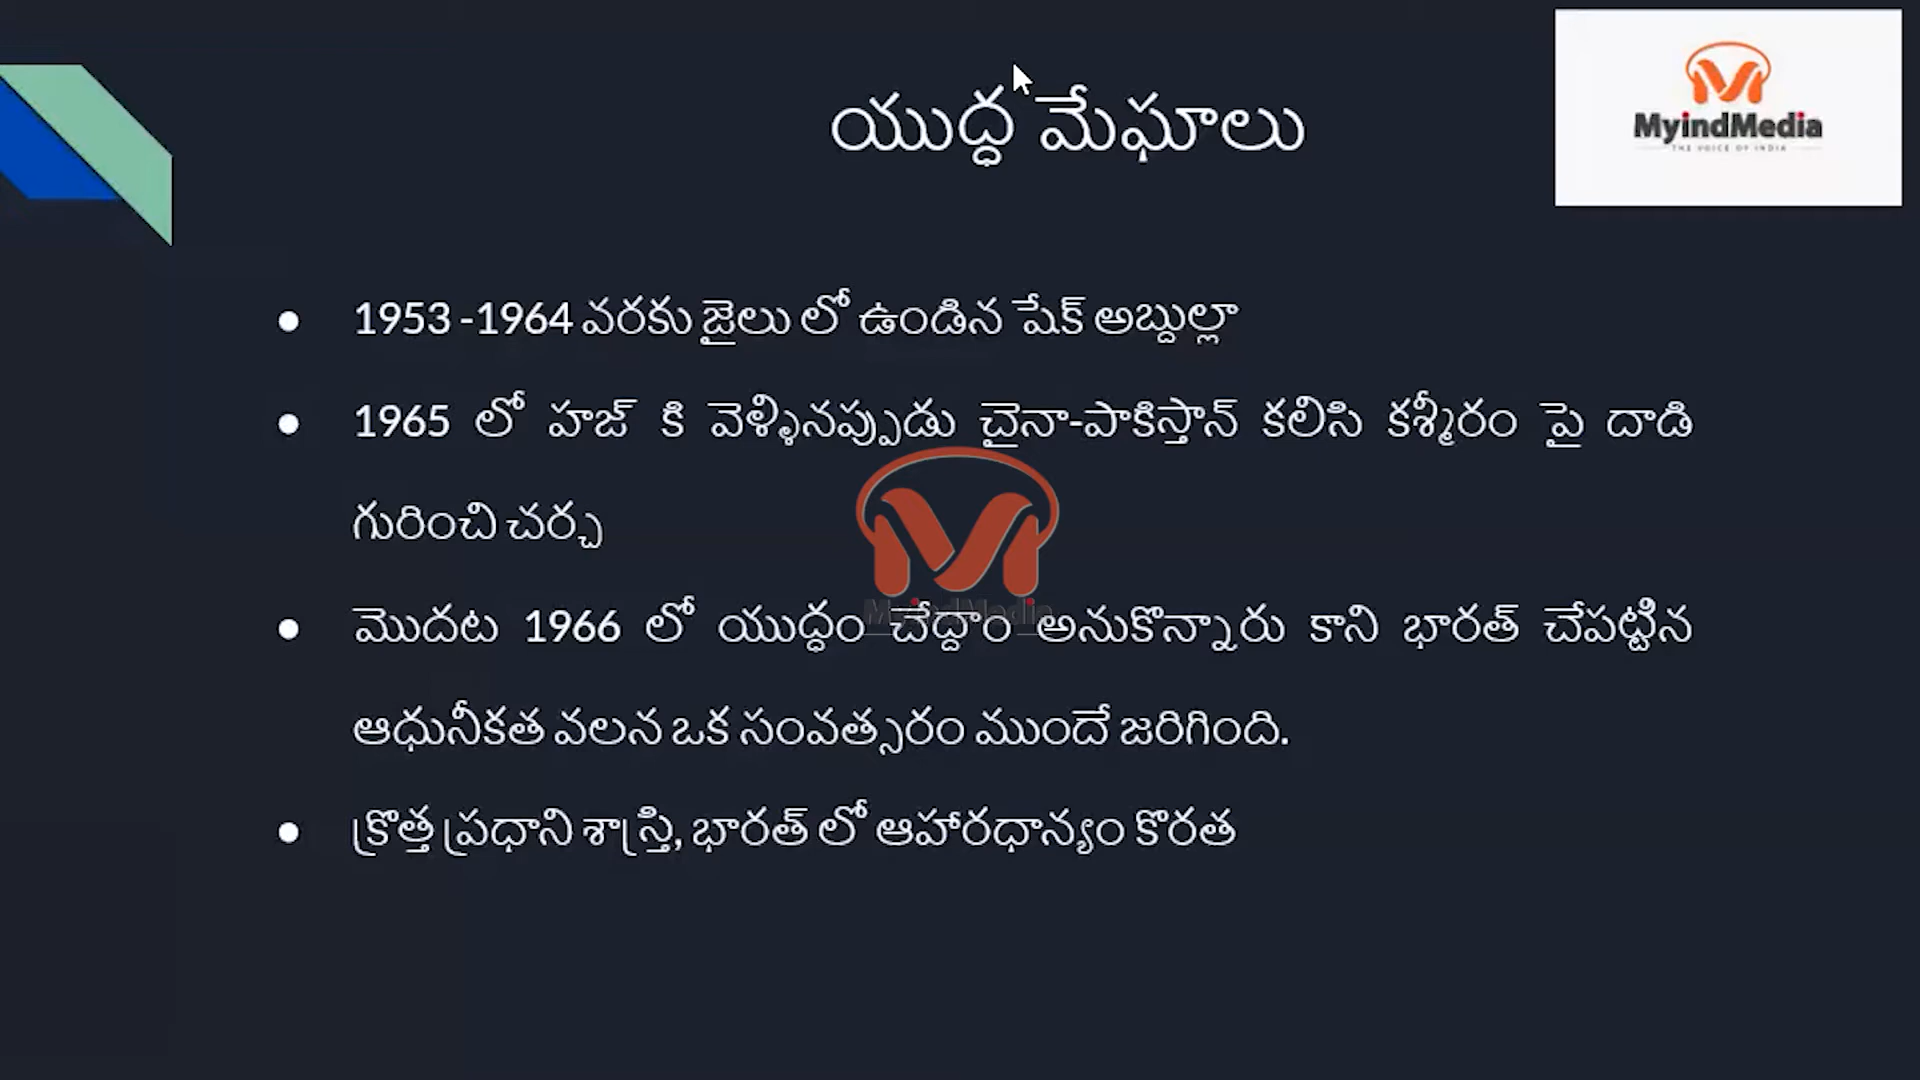 యుద్ధ మేఘాలు
MyindMedia
THE VOICE OF INDIA
1953 -1964 వరకు జైలు లో ఉండిన షేక్ అబ్దుల్లా
1965 లో హజ్ కి వెళ్ళినప్పుడు చైనా-పాకిస్తాన్ కలిసి కశ్మీరం పై దాడి
గురించి చర్చ
మొదట 1966 లో యుద్ధం చేద్దాం అనుకొన్నారు కాని భారత్ చేపట్టిన
MyindMedia
ఆధునీకత వలన ఒక సంవత్సరం ముందే జరిగింది.
క్రొత్త ప్రధాని శాస్త్రి, భారత్ లో ఆహారధాన్యం కొరత